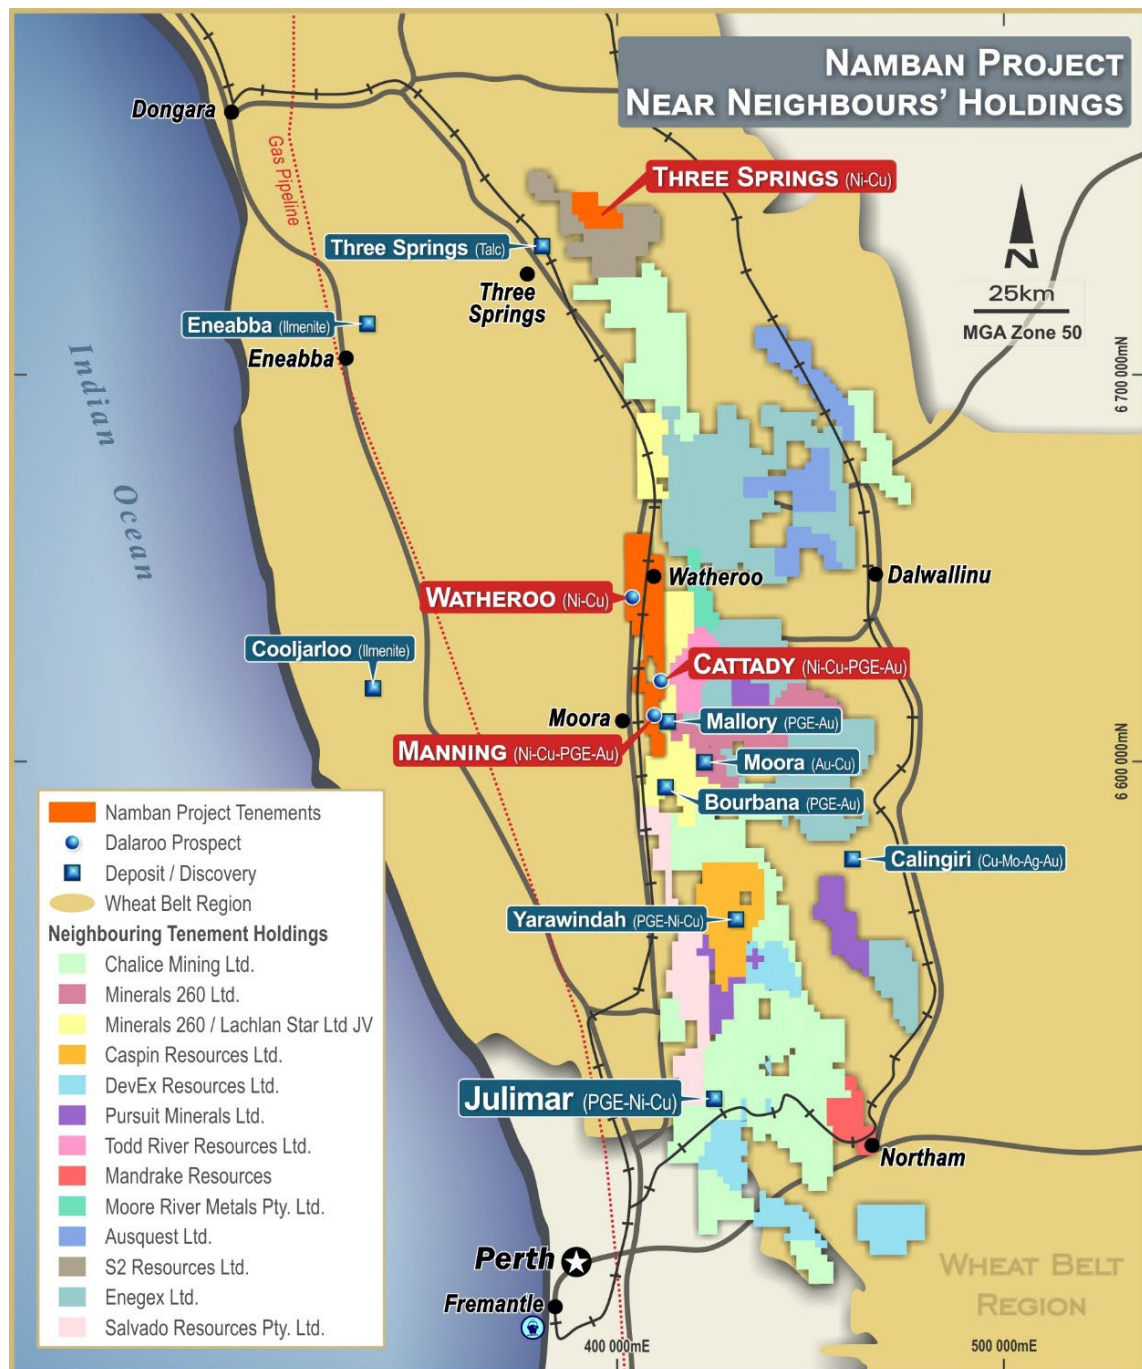 NAMBAN PROJECT
NEAR NEIGHBOURS' HOLDINGS
Dongara
Gas Pipeline
THREE SPRINGS (Ni-Cu)
N
25km
MGA Zone 50
Three Springs (Talc)
Three
Springs
Eneabba (Ilmenite)
Eneabba
6 700 000mN
Indian Ocean
Watheroo
Dalwallinu
WATHEROO (Ni-Cu)
Cooljarloo (Ilmenite)
CATTADY (Ni-Cu-PGE-Au)
Moora
Mallory (PGE-Au)
MANNING (Ni-Cu-PGE-Au)
Moora (Au-Cu)
6 600 000mN
Bourbana (PGE-Au)
Calingiri (Cu-Mo-Ag-Au)
Yarawindah (PGE-Ni-Cu)
Julimar (PGE-Ni-Cu)
Northam
Perth
Fremantle
WHEAT BELT
REGION
400 000mE
500 000mE
Namban Project Tenements
Dalaroo Prospect
Deposit / Discovery
Wheat Belt Region
Neighbouring Tenement Holdings
Chalice Mining Ltd.
Minerals 260 Ltd.
Minerals 260 / Lachlan Star Ltd JV
Caspin Resources Ltd.
DevEx Resources Ltd.
Pursuit Minerals Ltd.
Todd River Resources Ltd.
Mandrake Resources
Moore River Metals Pty. Ltd.
Ausquest Ltd.
S2 Resources Ltd.
Enegex Ltd.
Salvado Resources Pty. Ltd.